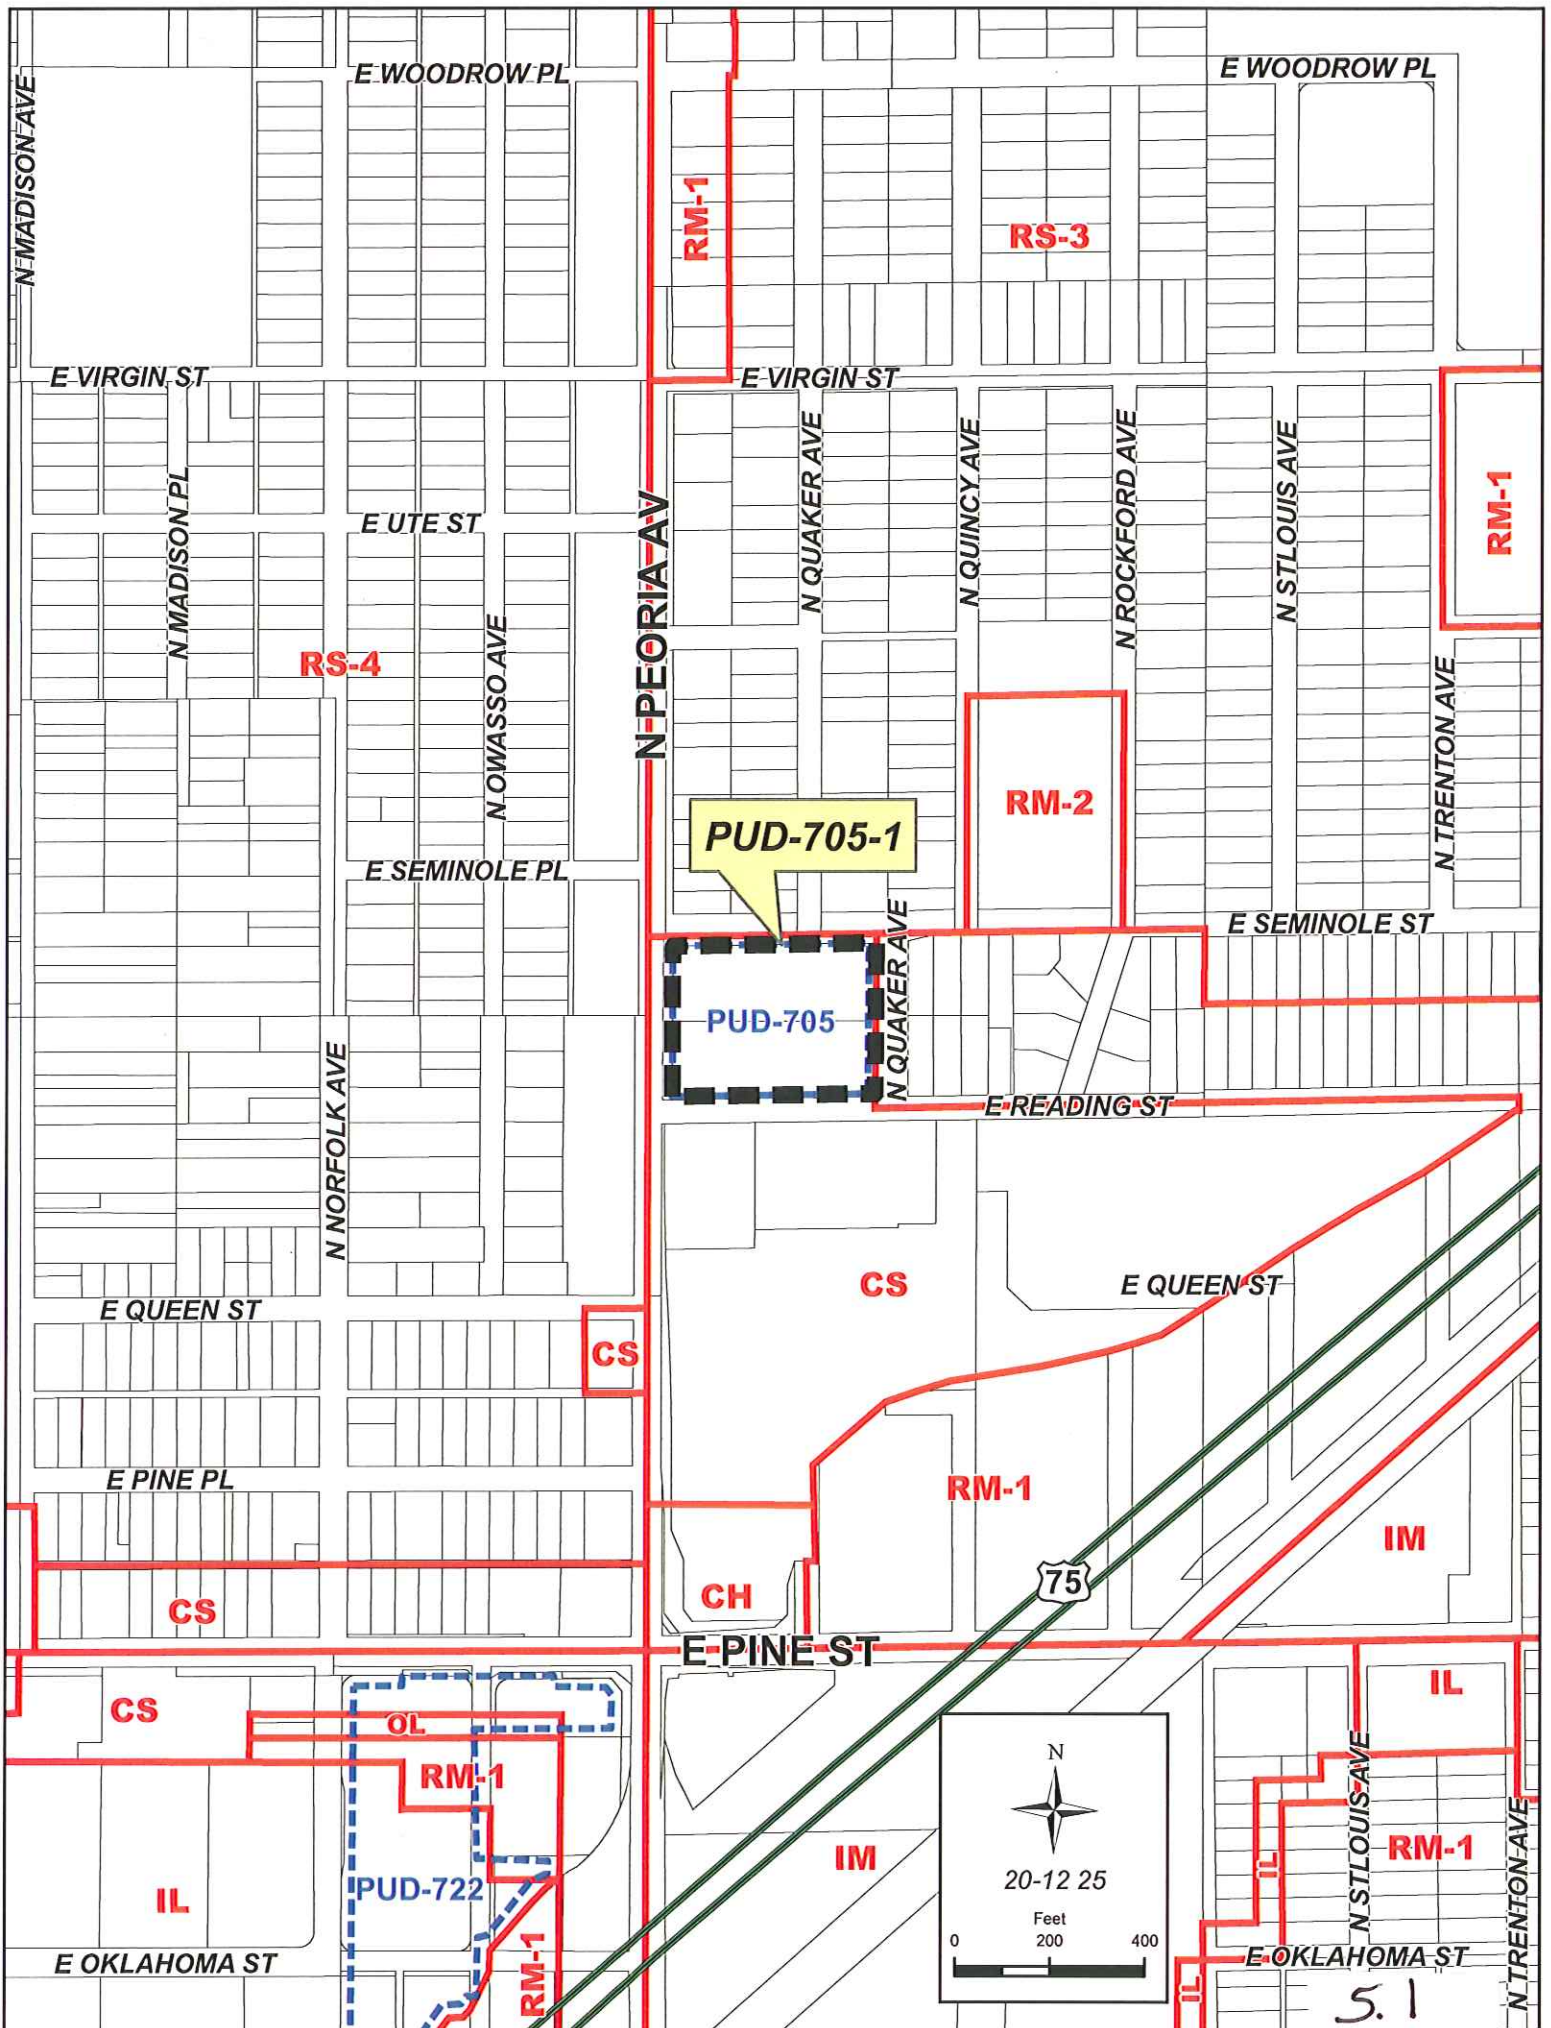 E WOODROW PL
E WOODROW PL
N MADISON AVE
RM-1
RS-3
E VIRGIN ST
E VIRGIN ST
N MADISON PL
E UTE ST
N PEORIA AV
N QUAKER AVE
N QUINCY AVE
N ROCKFORD AVE
N STLOUIS AVE
RM-1
RS-4
N OWASSO AVE
N TRENTON AVE
RM-2
PUD-705-1
E SEMINOLE PL
E SEMINOLE ST
N QUAKER AVE
PUD-705
N NORFOLK AVE
E READING ST
CS
E QUEEN ST
E QUEEN ST
CS
E PINE PL
RM-1
IM
75
CH
CS
E PINE ST
CS
OL
RM-1
IL
N STLOUIS AVE
N TRENTON AVE
RM-1
IL
IM
PUD-722
IL
RM-1
E OKLAHOMA ST
E OKLAHOMA ST
IL
N
20-12 25
Feet
0 200 400
5.1